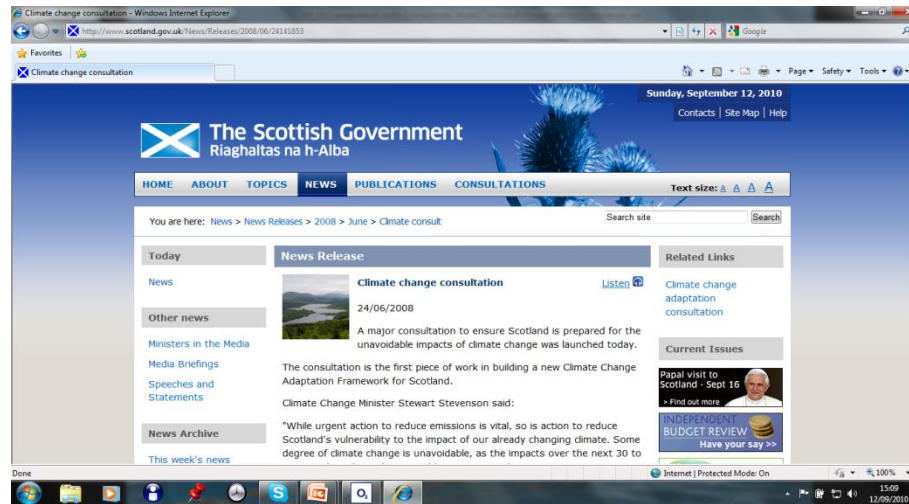 Climate change consultation - Windows Internet Explorer
http://www.scotland.gov.uk/News/Releases/2008/06/24141853
Google
Favorites
Climate change consultation
Page Safety Tools
Sunday, September 12, 2010
Contacts | Site Map | Help
The Scottish Government
Riaghaltas na h-Alba
HOME ABOUT TOPICS NEWS PUBLICATIONS CONSULTATIONS
Text size: A A A A
You are here: News > News Releases > 2008 > June > Climate consult
Search site
Search
Today
News
Other news
Ministers in the Media
Media Briefings
Speeches and
Statements
News Archive
This week's news
News Release
Climate change consultation
Listen
24/06/2008
A major consultation to ensure Scotland is prepared for the
unavoidable impacts of climate change was launched today.
The consultation is the first piece of work in building a new Climate Change
Adaptation Framework for Scotland.
Climate Change Minister Stewart Stevenson said:
"While urgent action to reduce emissions is vital, so is action to reduce
Scotland's vulnerability to the impact of our already changing climate. Some
degree of climate change is unavoidable, as the impacts over the next 30 to
Related Links
Climate change
adaptation
consultation
Current Issues
Papal visit to
Scotland - Sept 16
> Find out more
INDEPENDENT
BUDGET REVIEW
Have your say >>
Done
Internet | Protected Mode: On
100%
15:09
12/09/2010